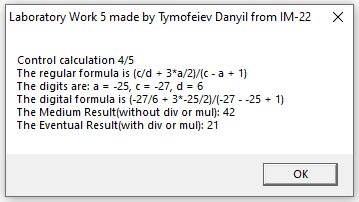 Laboratory Work 5 made by Tymofeiev Danyil from IM-22
Control calculation 4/5
The regular formula is (c/d + 3*a/2)/(c - a + 1)
The digits are: a = -25, c = -27, d = 6
The digital formula is (-27/6 + 3*-25/2)/(-27 - -25 + 1)
The Medium Result(without div or mul): 42
The Eventual Result(with div or mul): 21
OK